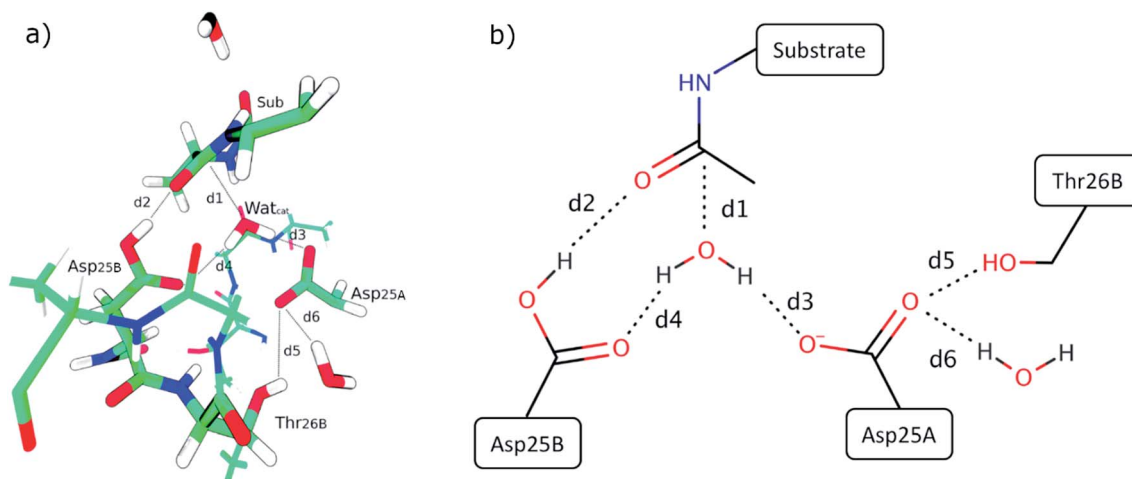 a)
Sub
d2
d1
Watcat
d3
d4
Asp25B
Asp25A
d6
d5
Thr26B
b)
Substrate
HN
O
d2
d1
Thr26B
H
O
H
H
d5
HO
O
d4
d3
O
O
O⁻
d6
H
H
O
Asp25B
Asp25A